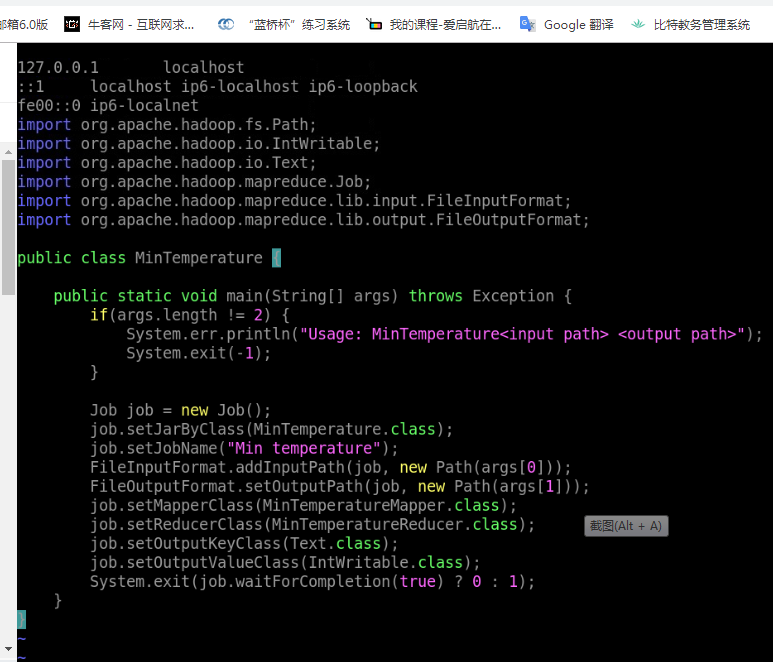 邮箱6.0版 牛客网 - 互联网求... “蓝桥杯”练习系统 我的课程-爱启航在... Google 翻译 比特教务管理系统
127.0.0.1       localhost
::1     localhost ip6-localhost ip6-loopback
fe00::0 ip6-localnet
import org.apache.hadoop.fs.Path;
import org.apache.hadoop.io.IntWritable;
import org.apache.hadoop.io.Text;
import org.apache.hadoop.mapreduce.Job;
import org.apache.hadoop.mapreduce.lib.input.FileInputFormat;
import org.apache.hadoop.mapreduce.lib.output.FileOutputFormat;
public class MinTemperature {
    public static void main(String[] args) throws Exception {
        if(args.length != 2) {
            System.err.println("Usage: MinTemperature<input path> <output path>");
            System.exit(-1);
        }
        Job job = new Job();
        job.setJarByClass(MinTemperature.class);
        job.setJobName("Min temperature");
        FileInputFormat.addInputPath(job, new Path(args[0]));
        FileOutputFormat.setOutputPath(job, new Path(args[1]));
        job.setMapperClass(MinTemperatureMapper.class);
        job.setReducerClass(MinTemperatureReducer.class);
截图(Alt + A)
        job.setOutputKeyClass(Text.class);
        job.setOutputValueClass(IntWritable.class);
        System.exit(job.waitForCompletion(true) ? 0 : 1);
    }
}
~
~